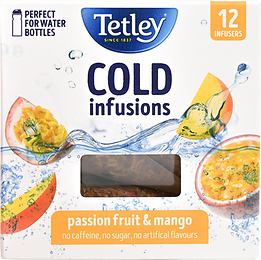 PERFECT
FOR WATER
BOTTLES
Tetley
SINCE 1837
12
INFUSERS
COLD
infusions
passion fruit & mango
no caffeine, no sugar, no artifical flavours